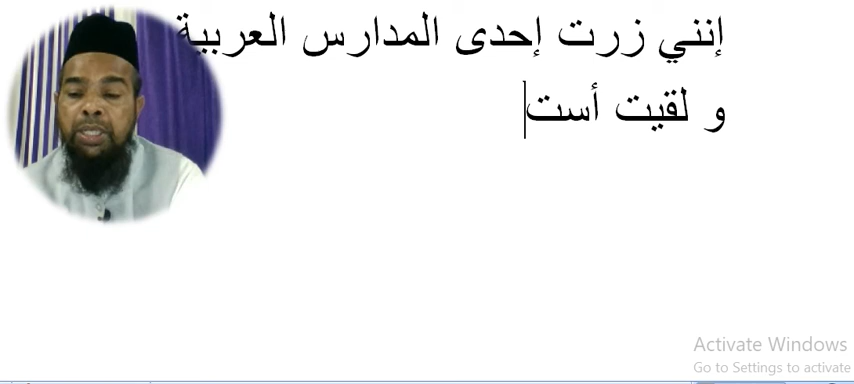 إنني زرت إحدى المدارس العربية
و لقيت أست
Activate Windows
Go to Settings to activate